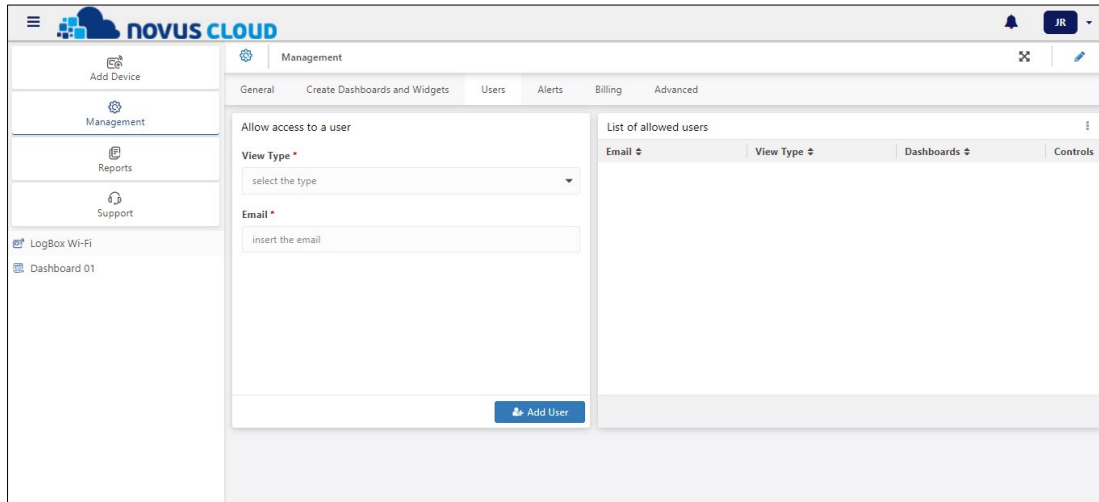 NOVUS CLOUD
JR
Add Device
Management
Reports
Support
LogBox Wi-Fi
Dashboard 01
Management
General Create Dashboards and Widgets Users Alerts Billing Advanced
Allow access to a user
View Type *
select the type
Email *
insert the email
Add User
List of allowed users
Email View Type Dashboards Controls